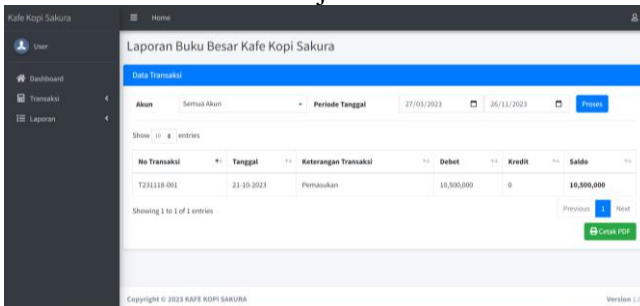 Kafe Kopi Sakura
Home
User
Laporan Buku Besar Kafe Kopi Sakura
Dashboard
Transaksi
Laporan
Data Transaksi
Akun Semua Akun Periode Tanggal 27/03/2023 26/11/2023 Proses
Show 10 entries
No Transaksi Tanggal Keterangan Transaksi Debet Kredit Saldo
T231118-001 21-10-2023 Pemasukan 10,500,000 0 10,500,000
Showing 1 to 1 of 1 entries
Previous 1 Next
Cetak PDF
Copyright © 2023 KAFE KOPI SAKURA
Version